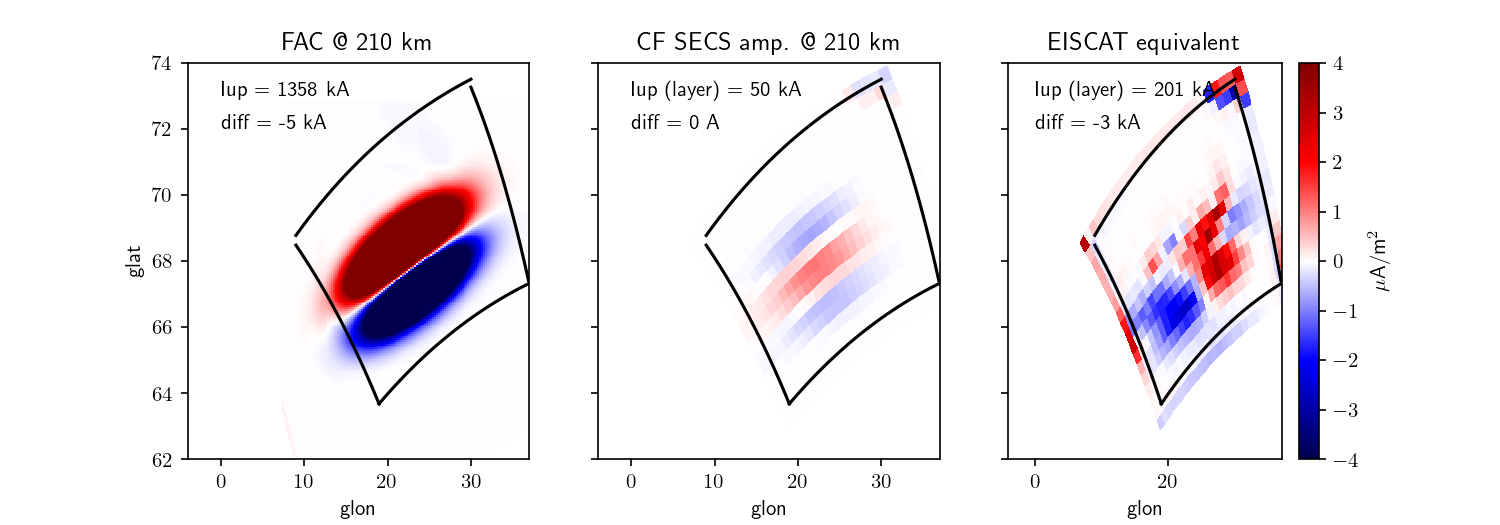 FAC @ 210 km
CF SECS amp. @ 210 km
EISCAT equivalent
Iup = 1358 kA
diff = -5 kA
Iup (layer) = 50 kA
diff = 0 A
Iup (layer) = 201 kA
diff = -3 kA
74
72
70
68
66
64
62
glat
0
10
20
30
glon
0
10
20
30
glon
0
20
glon
4
3
2
1
0
−1
−2
−3
−4
μA/m²